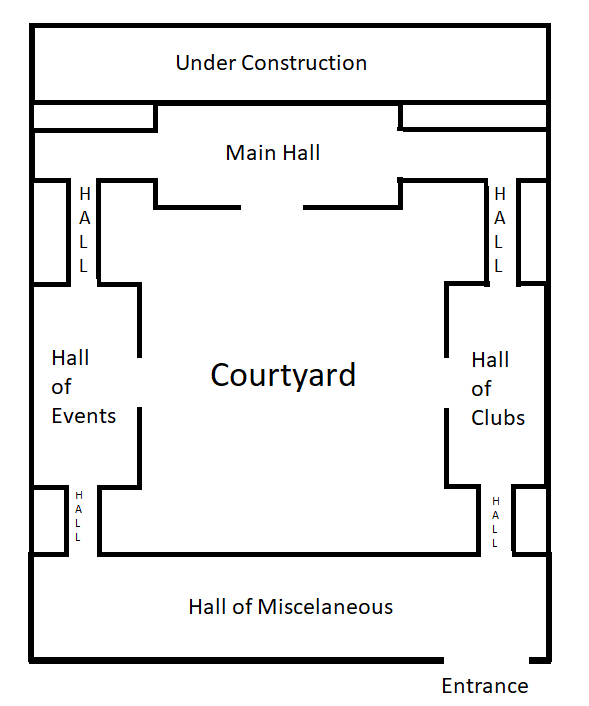 Under Construction
Main Hall
HALL
HALL
Hall
of
Events
Courtyard
Hall
of
Clubs
HALL
HALL
Hall of Miscelaneous
Entrance